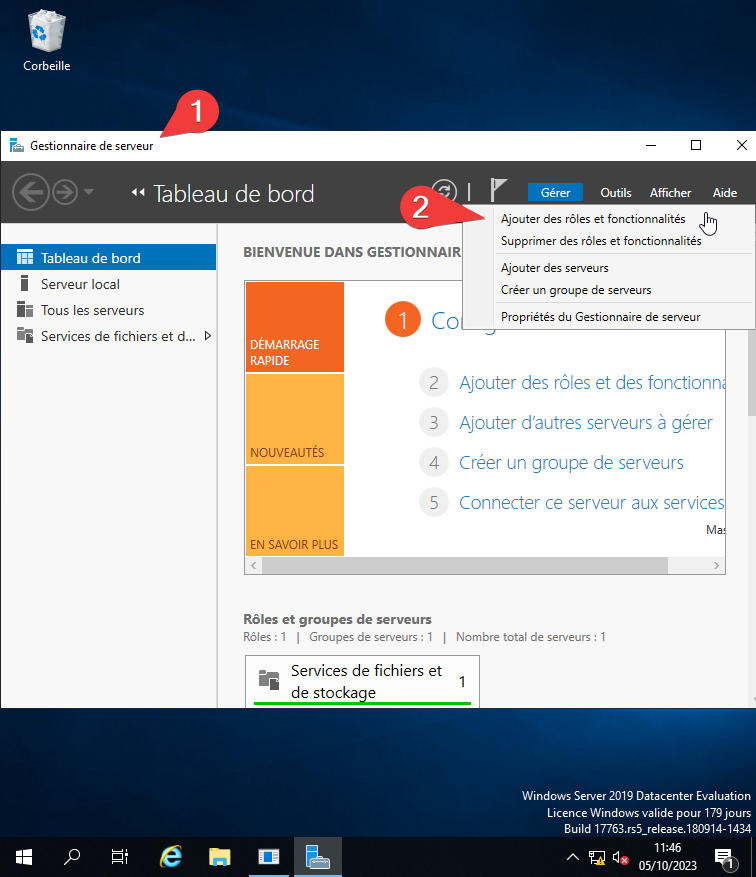 Corbeille
1
Gestionnaire de serveur
Tableau de bord
Gérer Outils Afficher Aide
2
Ajouter des rôles et fonctionnalités
Supprimer des rôles et fonctionnalités
Ajouter des serveurs
Créer un groupe de serveurs
Propriétés du Gestionnaire de serveur
Tableau de bord
Serveur local
Tous les serveurs
Services de fichiers et d...
BIENVENUE DANS GESTIONNAIR
DÉMARRAGE
RAPIDE
NOUVEAUTÉS
EN SAVOIR PLUS
1
2 Ajouter des rôles et des fonctionna
3 Ajouter d'autres serveurs à gérer
4 Créer un groupe de serveurs
5 Connecter ce serveur aux services
Mas
Rôles et groupes de serveurs
Rôles : 1 | Groupes de serveurs : 1 | Nombre total de serveurs : 1
Services de fichiers et
de stockage
1
Windows Server 2019 Datacenter Evaluation
Licence Windows valide pour 179 jours
Build 17763.rs5_release.180914-1434
11:46
05/10/2023
1